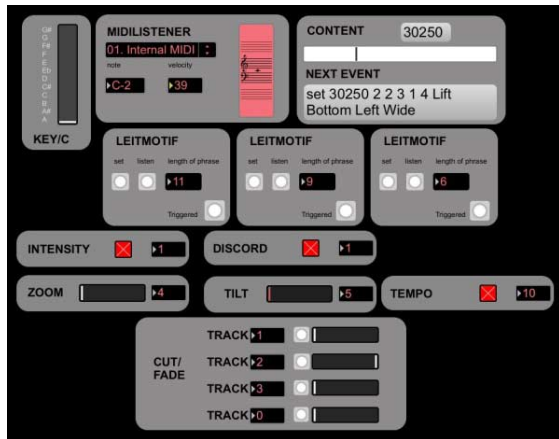 G#
G
F#
F
E
Eb
D
C#
C
B
A#
A
KEY/C
MIDILISTENER
01. Internal MIDI
note velocity
C-2 39
CONTENT 30250
NEXT EVENT
set 30250 2 2 3 1 4 Lift
Bottom Left Wide
LEITMOTIF
set listen length of phrase
11
Triggered
LEITMOTIF
set listen length of phrase
9
Triggered
LEITMOTIF
set listen length of phrase
6
Triggered
INTENSITY 1
DISCORD 1
ZOOM 4
TILT 5
TEMPO 10
CUT/
FADE
TRACK 1
TRACK 2
TRACK 3
TRACK 0